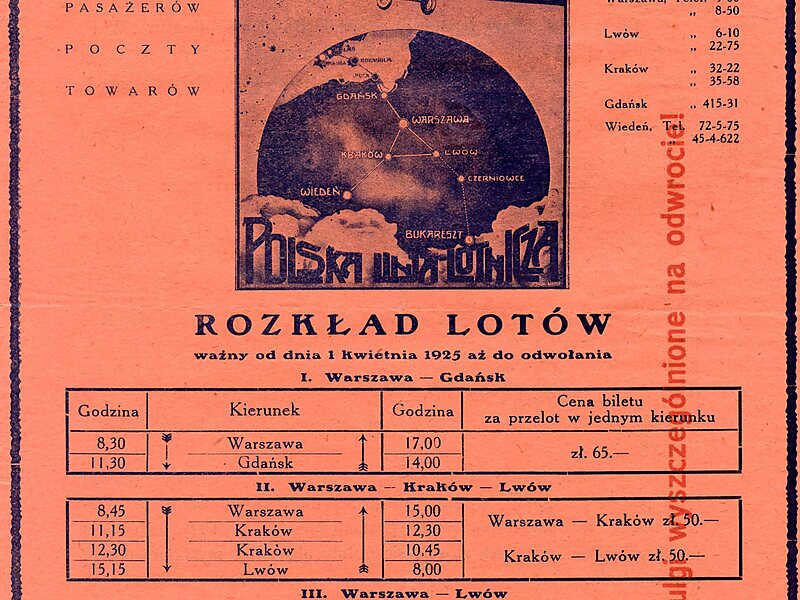 PASAŻERÓW
POCZTY
TOWARÓW
GDAŃSK
WARSZAWA
KRAKÓW
LWÓW
CZERNIOWCE
WIEDEŃ
BUKARESZT
POLSKA LINJA LOTNICZA
„ 8-50
Lwów „ 6-10
„ 22-75
Kraków „ 32-22
„ 35-58
Gdańsk „ 415-31
Wiedeń, Tel. 72-5-75
„ 45-4-622
ROZKŁAD LOTÓW
ważny od dnia 1 kwietnia 1925 aż do odwołania
I. Warszawa — Gdańsk
Godzina Kierunek Godzina Cena biletu
za przelot w jednym kierunku
8,30 Warszawa 17,00
11,30 Gdańsk 14,00
zł. 65.—
II. Warszawa — Kraków — Lwów
8,45 Warszawa 15,00
11,15 Kraków 12,30
12,30 Kraków 10,45
15,15 Lwów 8,00
Warszawa — Kraków zł. 50.—
Kraków — Lwów zł. 50.—
III. Warszawa — Lwów
wyszczególnione na odwrocie!